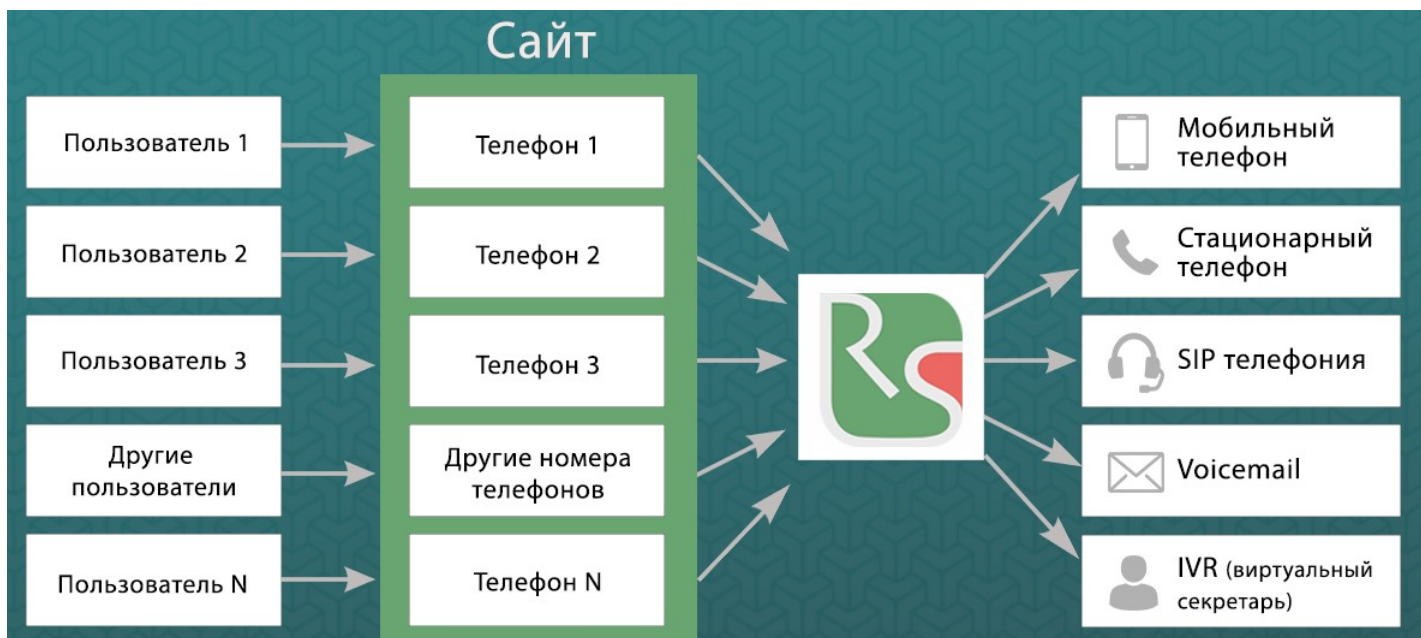 Сайт
Пользователь 1
Телефон 1
Мобильный
телефон
Пользователь 2
Телефон 2
Стационарный
телефон
Пользователь 3
Телефон 3
RS
SIP телефония
Другие
пользователи
Другие номера
телефонов
Voicemail
Пользователь N
Телефон N
IVR (виртуальный
секретарь)